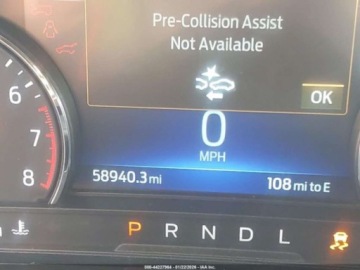 Pre-Collision Assist
Not Available
OK
6
7
8
0
MPH
58940.3 mi
108 mi to E
P R N D L